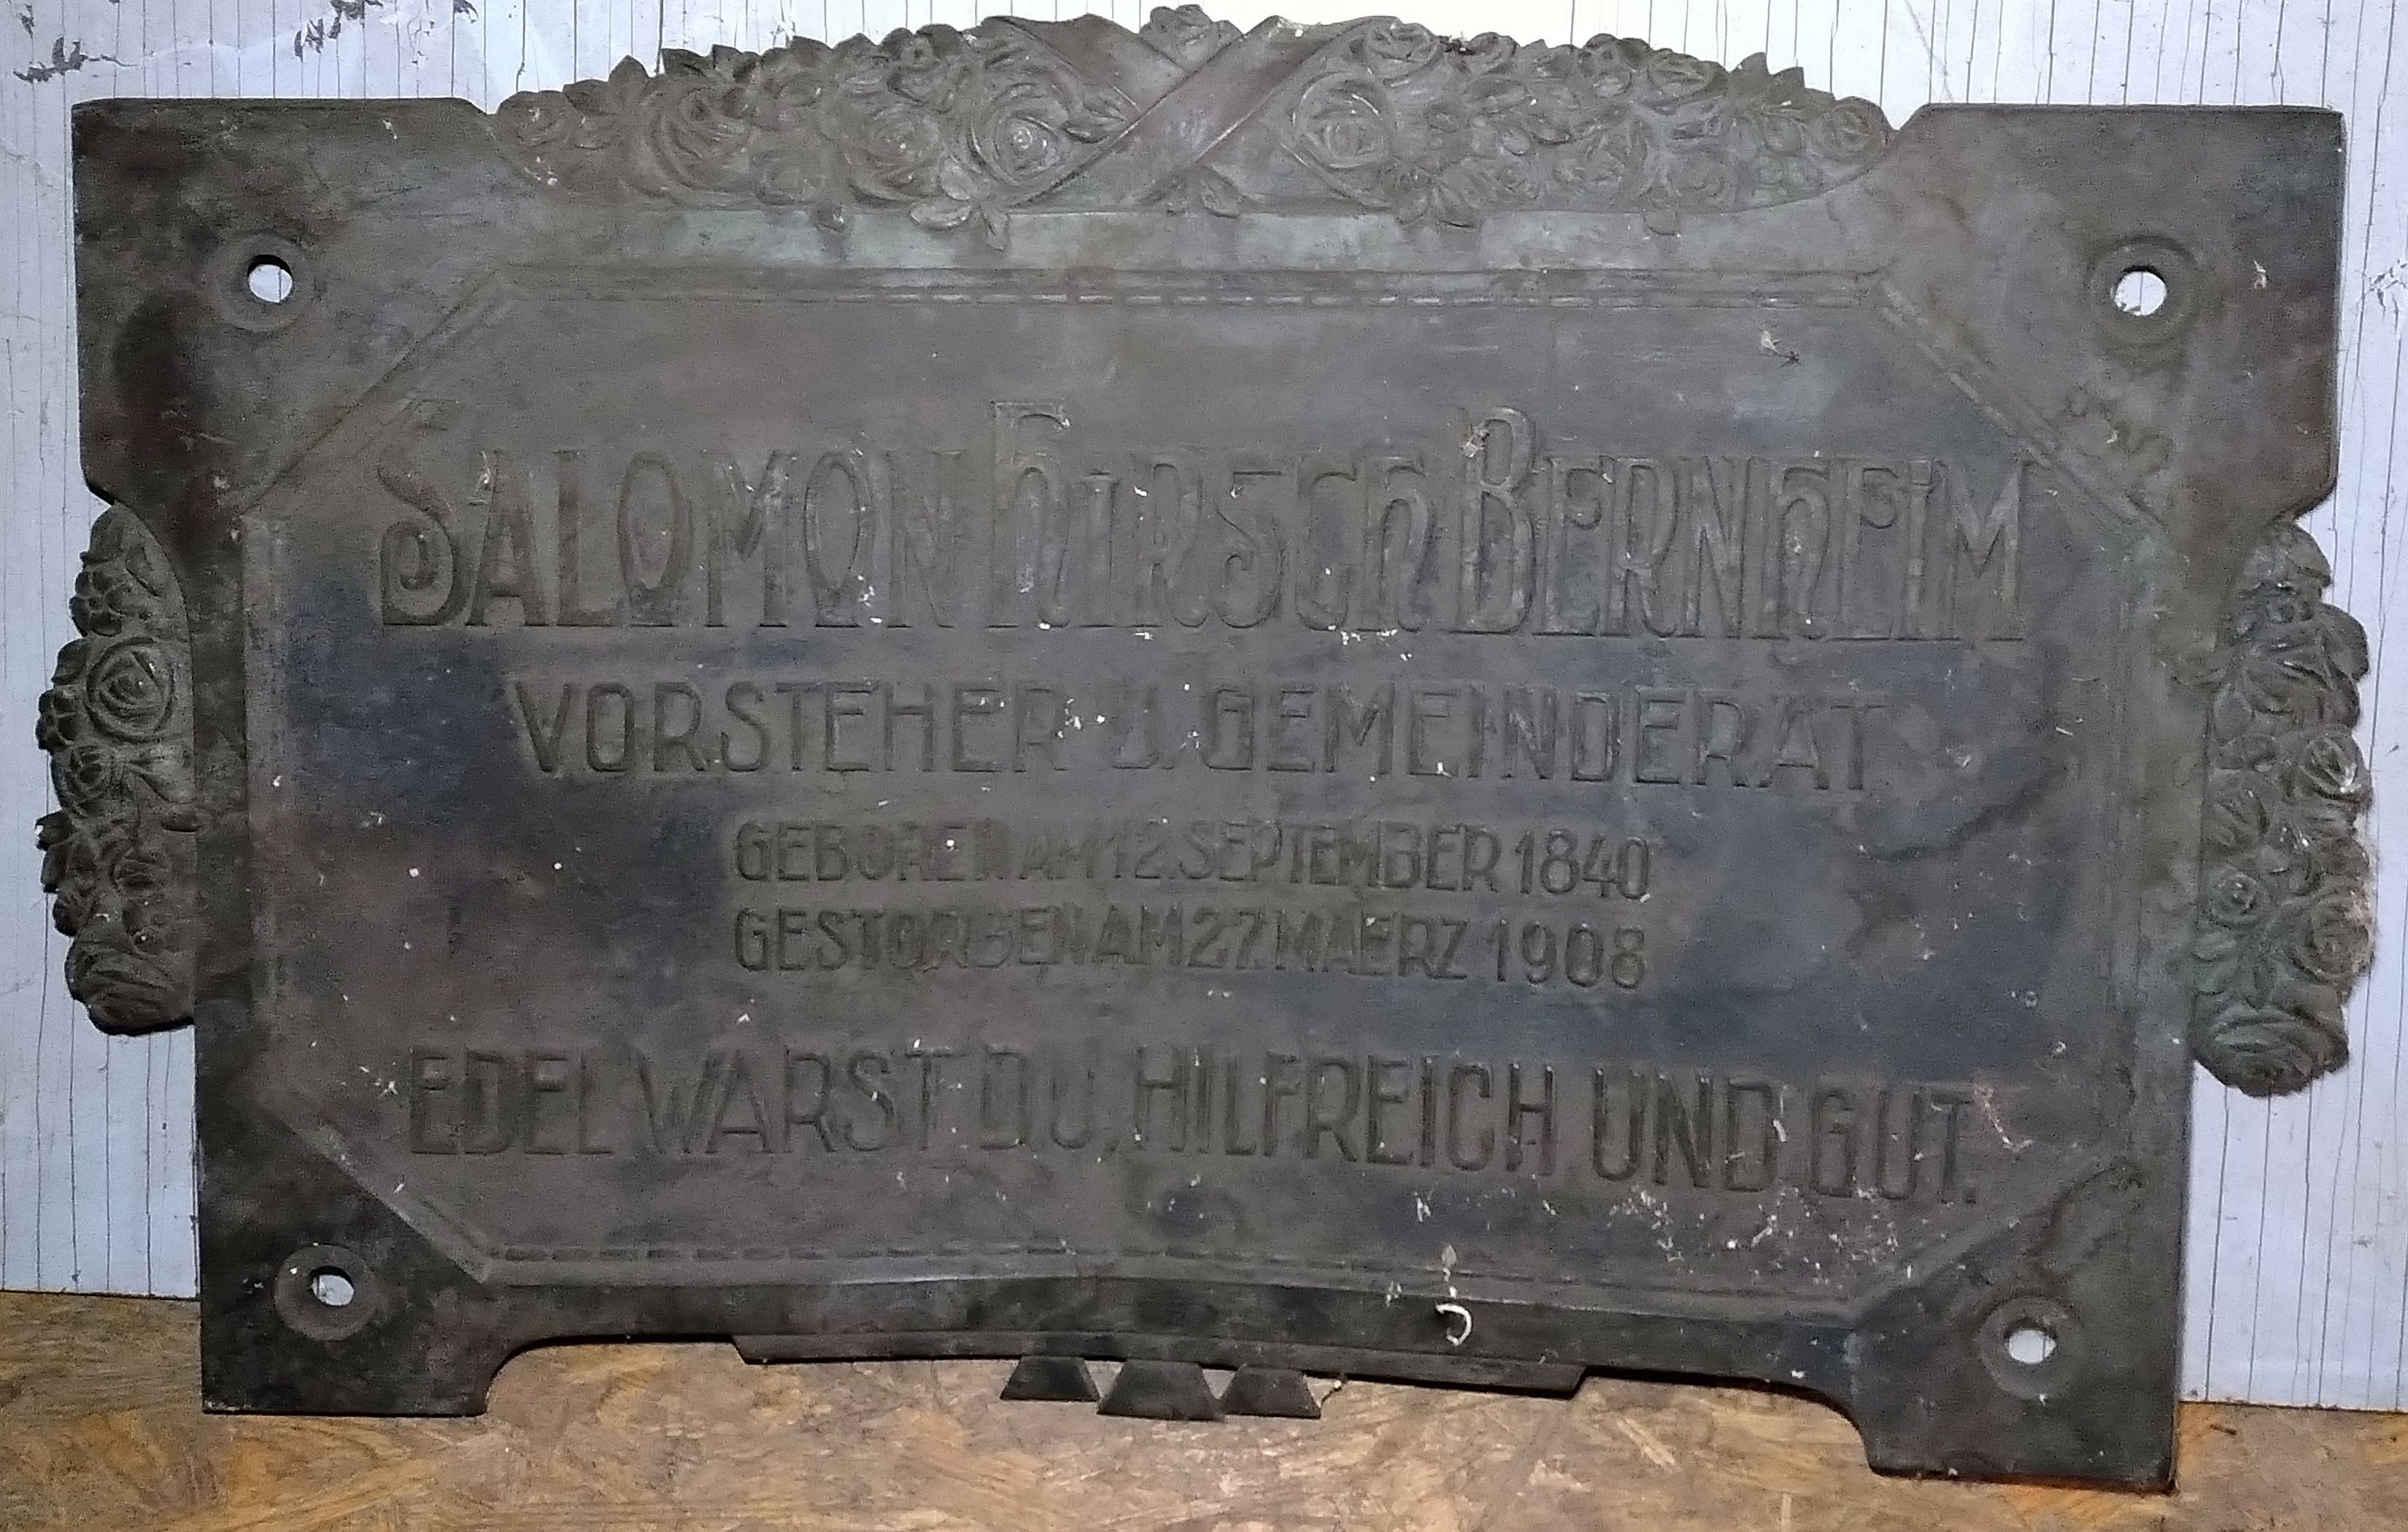 SALOMON HIRSCH BERNHEIM
VORSTEHER U. GEMEINDERAT
GEBOREN AM 12. SEPTEMBER 1840
GESTORBEN AM 27. MAERZ 1908
EDEL WARST DU, HILFREICH UND GUT.